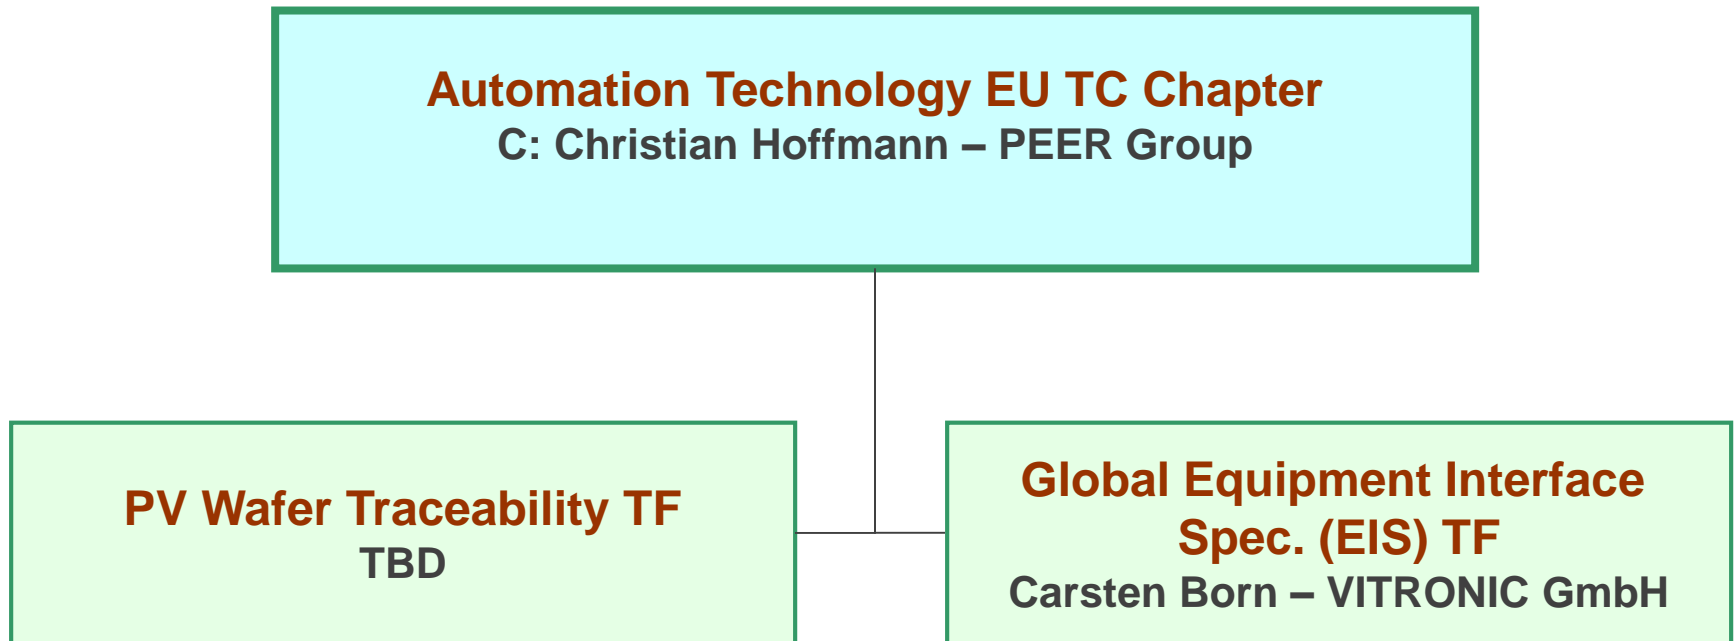 Automation Technology EU TC Chapter
C: Christian Hoffmann – PEER Group
PV Wafer Traceability TF
TBD
Global Equipment Interface
Spec. (EIS) TF
Carsten Born – VITRONIC GmbH